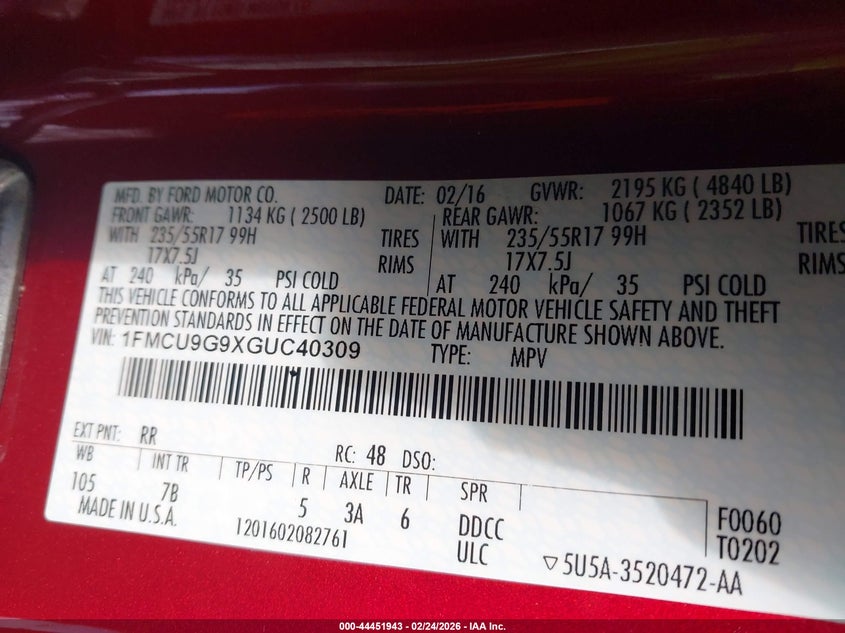 MFD. BY FORD MOTOR CO. DATE: 02/16 GVWR: 2195 KG ( 4840 LB)
FRONT GAWR: 1134 KG ( 2500 LB) REAR GAWR: 1067 KG ( 2352 LB)
WITH 235/55R17 99H TIRES WITH 235/55R17 99H TIRES
17X7.5J RIMS 17X7.5J RIMS
AT 240 kPa/ 35 PSI COLD AT 240 kPa/ 35 PSI COLD
THIS VEHICLE CONFORMS TO ALL APPLICABLE FEDERAL MOTOR VEHICLE SAFETY AND THEFT
PREVENTION STANDARDS IN EFFECT ON THE DATE OF MANUFACTURE SHOWN ABOVE.
VIN: 1FMCU9G9XGUC40309 TYPE: MPV
EXT PNT: RR RC: 48 DSO:
WB INT TR TP/PS R AXLE TR SPR
105 7B 5 3A 6 DDCC F0060
MADE IN U.S.A. 1201602082761 ULC T0202
▽5U5A-3520472-AA
000-44451943 - 02/24/2026 - IAA Inc.